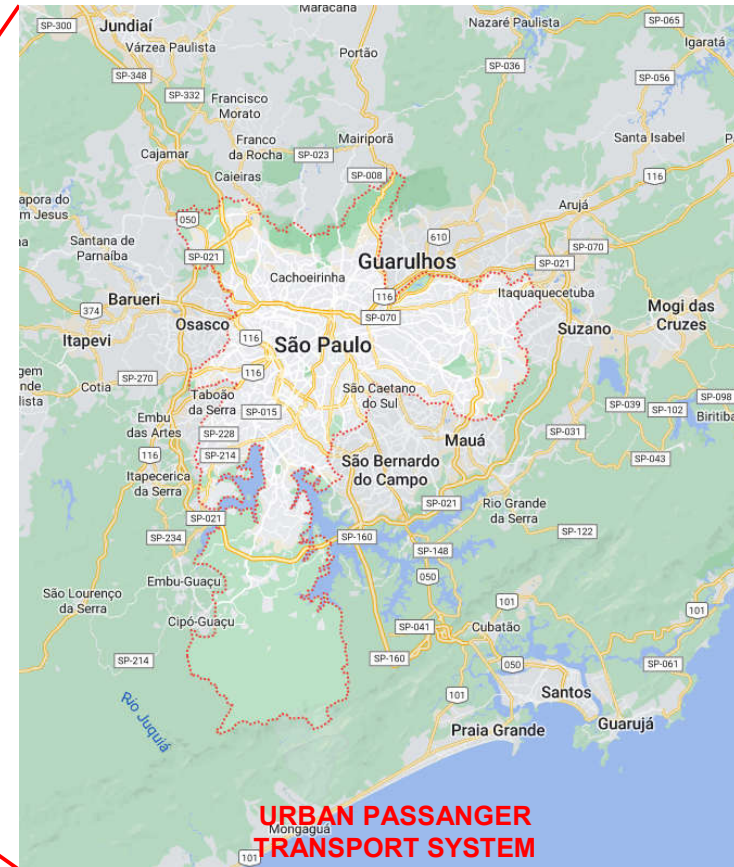 Maracanã
SP-300
Jundiaí
Nazaré Paulista
SP-065
Várzea Paulista
Portão
Igaratá
SP-036
SP-348
SP-056
SP-332
Francisco
Morato
Mairiporã
Santa Isabel
Franco
da Rocha
SP-023
Cajamar
Caieiras
SP-008
116
Arujá
050
610
Santana de
Parnaíba
SP-021
Guarulhos
SP-070
SP-021
Cachoeirinha
116
Itaquaquecetuba
Barueri
374
Osasco
SP-070
Mogi das
Cruzes
Suzano
Itapevi
116
São Paulo
SP-270
116
Cotia
São Caetano
do Sul
Taboão
da Serra
SP-015
SP-039
SP-098
SP-102
Embu
das Artes
SP-228
Mauá
SP-031
116
SP-214
São Bernardo
do Campo
SP-043
Itapecerica
da Serra
SP-021
Rio Grande
da Serra
SP-021
SP-234
SP-160
SP-122
SP-148
Embu-Guaçu
050
São Lourenço
da Serra
101
101
Cipó-Guaçu
SP-041
Cubatão
SP-214
SP-160
050
SP-061
Rio Juquiá
101
Santos
Guarujá
Praia Grande
URBAN PASSANGER
Mongaguá
TRANSPORT SYSTEM
101